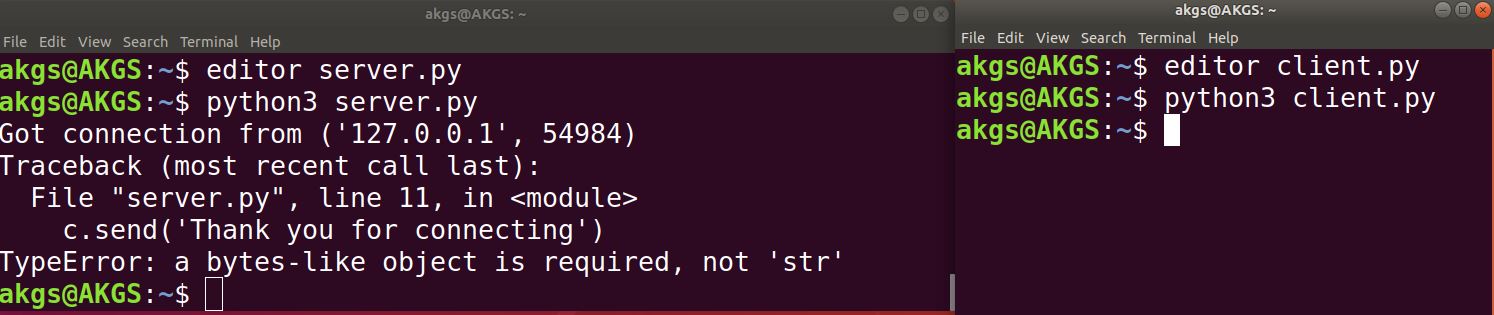 akgs@AKGS: ~
File Edit View Search Terminal Help
akgs@AKGS:~$ editor server.py
akgs@AKGS:~$ python3 server.py
Got connection from ('127.0.0.1', 54984)
Traceback (most recent call last):
  File "server.py", line 11, in <module>
    c.send('Thank you for connecting')
TypeError: a bytes-like object is required, not 'str'
akgs@AKGS:~$
akgs@AKGS: ~
File Edit View Search Terminal Help
akgs@AKGS:~$ editor client.py
akgs@AKGS:~$ python3 client.py
akgs@AKGS:~$